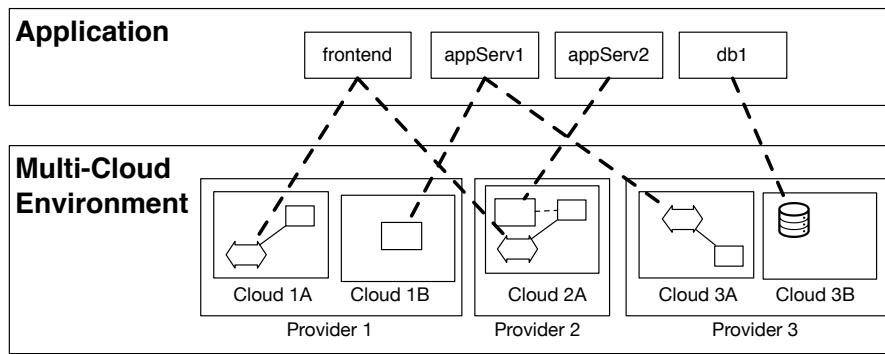 Application
frontend
appServ1
appServ2
db1
Multi-Cloud
Environment
Cloud 1A
Cloud 1B
Cloud 2A
Cloud 3A
Cloud 3B
Provider 1
Provider 2
Provider 3